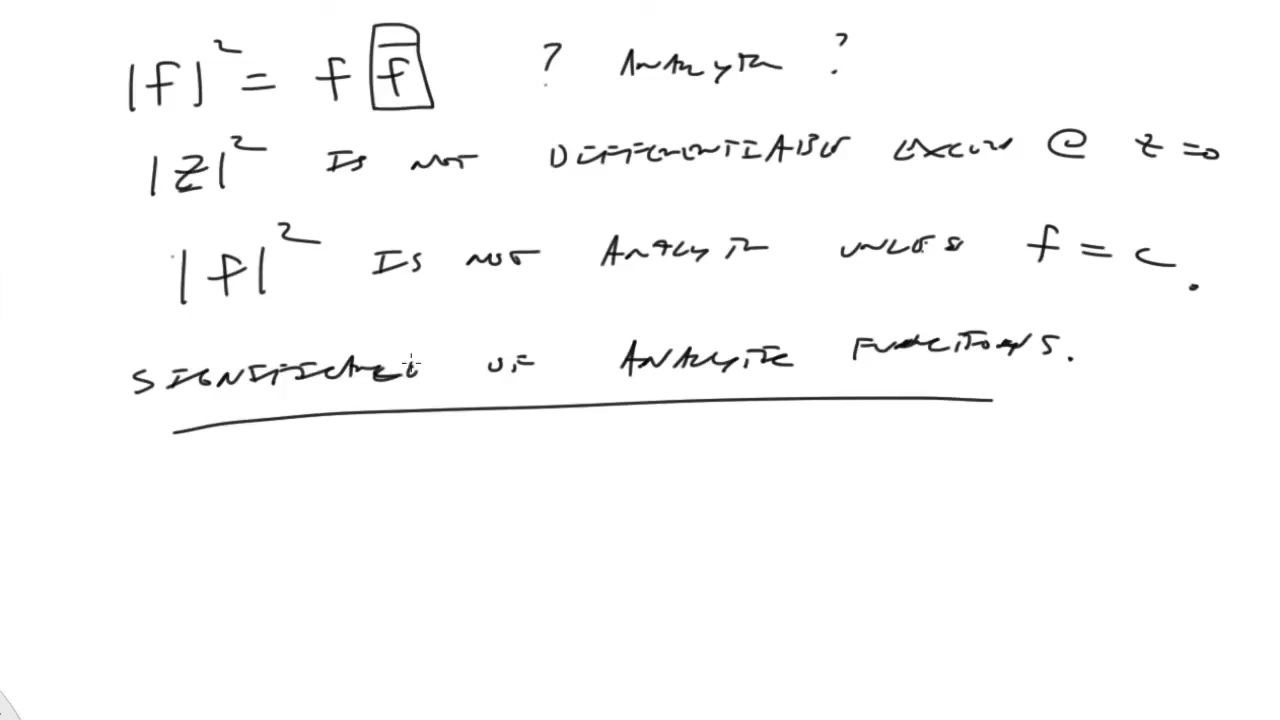 |f|² = f f̅ ? ANALYTIC ?
|z|² IS NOT DIFFERENTIABLE EXCEPT @ z = 0
|f|² IS NOT ANALYTIC UNLESS f = c.
SIGNIFICANCE OF ANALYTIC FUNCTIONS.